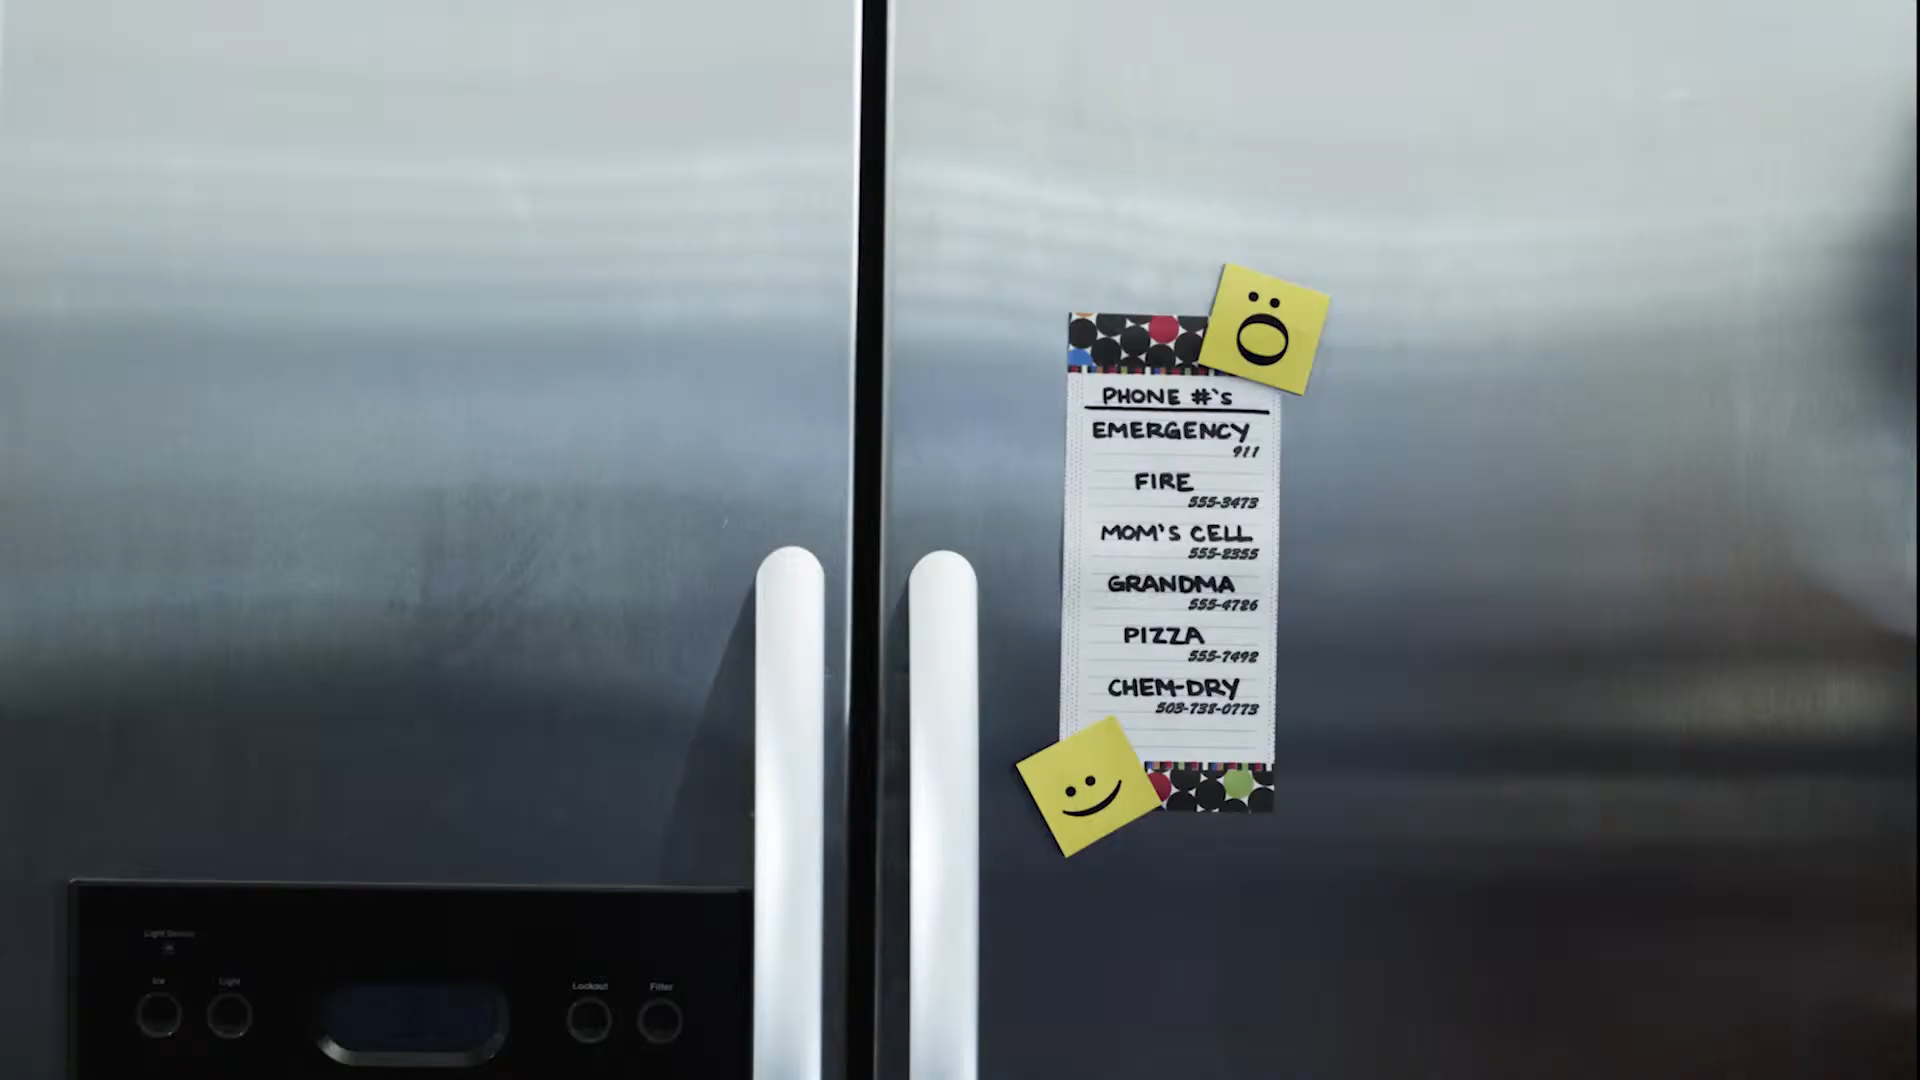 PHONE #'s
EMERGENCY
911
FIRE
555-3473
MOM'S CELL
555-2355
GRANDMA
555-4726
PIZZA
555-7492
CHEM-DRY
503-738-0773
Ice
Light
Lockout
Filter